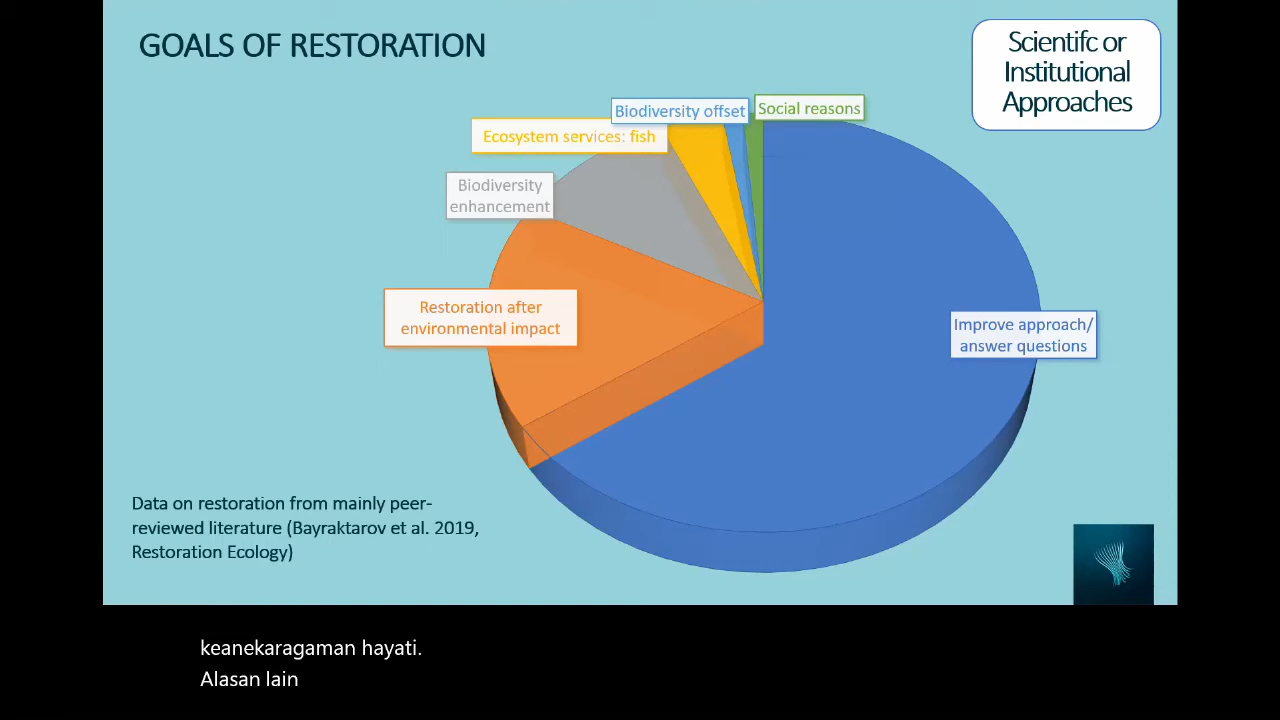 GOALS OF RESTORATION
Scientifc or
Institutional
Approaches
Biodiversity offset
Social reasons
Ecosystem services: fish
Biodiversity
enhancement
Restoration after
environmental impact
Improve approach/
answer questions
Data on restoration from mainly peer-
reviewed literature (Bayraktarov et al. 2019,
Restoration Ecology)
keanekaragaman hayati.
Alasan lain